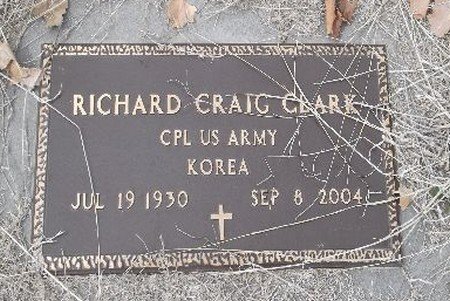 RICHARD CRAIG CLARK
CPL US ARMY
KOREA
JUL 19 1930 SEP 8 2004